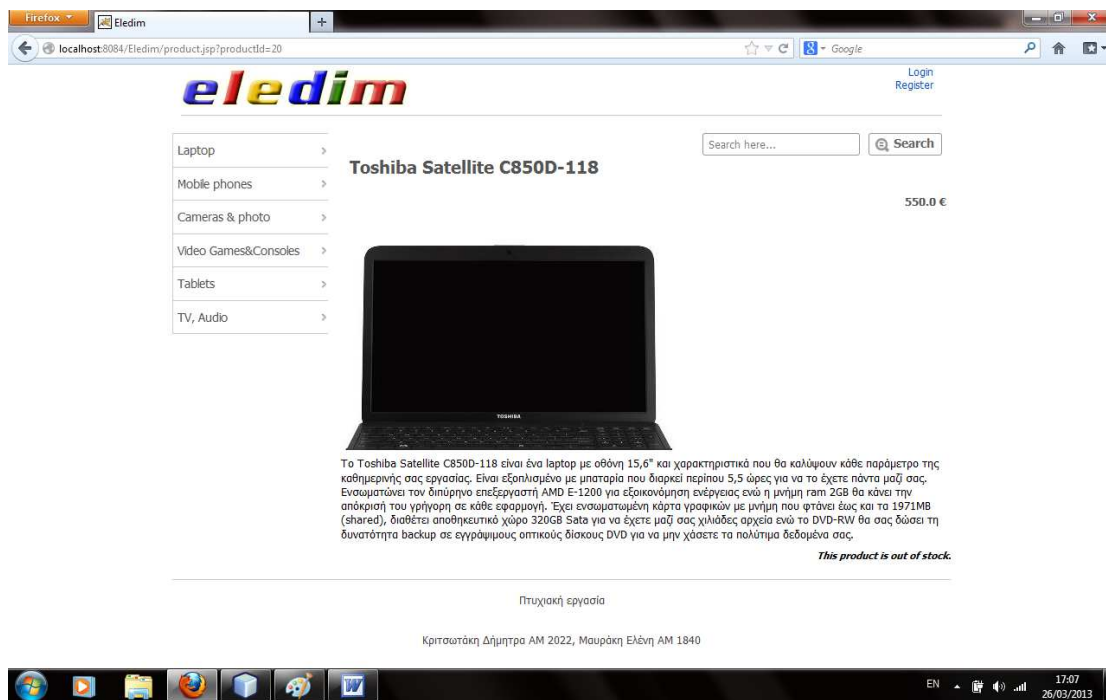 Firefox
Eledim
localhost:8084/Eledim/product.jsp?productId=20
Google
eledim
Login
Register
Laptop
Mobile phones
Cameras & photo
Video Games&Consoles
Tablets
TV, Audio
Search here...
Search
Toshiba Satellite C850D-118
550.0 €
TOSHIBA
Το Toshiba Satellite C850D-118 είναι ένα laptop με οθόνη 15,6" και χαρακτηριστικά που θα καλύψουν κάθε παράμετρο της
καθημερινής σας εργασίας. Είναι εξοπλισμένο με μπαταρία που διαρκεί περίπου 5,5 ώρες για να το έχετε πάντα μαζί σας.
Ενσωματώνει τον διπύρηνο επεξεργαστή AMD E-1200 για εξοικονόμηση ενέργειας ενώ η μνήμη ram 2GB θα κάνει την
απόκρισή του γρήγορη σε κάθε εφαρμογή. Έχει ενσωματωμένη κάρτα γραφικών με μνήμη που φτάνει έως και τα 1971MB
(shared), διαθέτει αποθηκευτικό χώρο 320GB Sata για να έχετε μαζί σας χιλιάδες αρχεία ενώ το DVD-RW θα σας δώσει τη
δυνατότητα backup σε εγγράψιμους οπτικούς δίσκους DVD για να μην χάσετε τα πολύτιμα δεδομένα σας.
This product is out of stock.
Πτυχιακή εργασία
Κριτσωτάκη Δήμητρα ΑΜ 2022, Μαυράκη Ελένη ΑΜ 1840
EN
17:07
26/03/2013